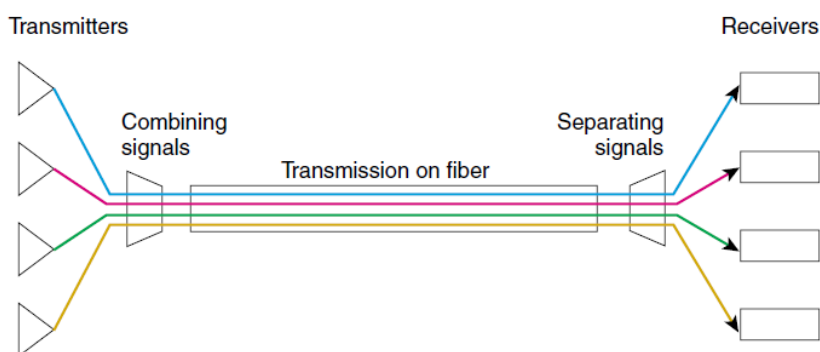 Transmitters
Receivers
Combining
signals
Separating
signals
Transmission on fiber